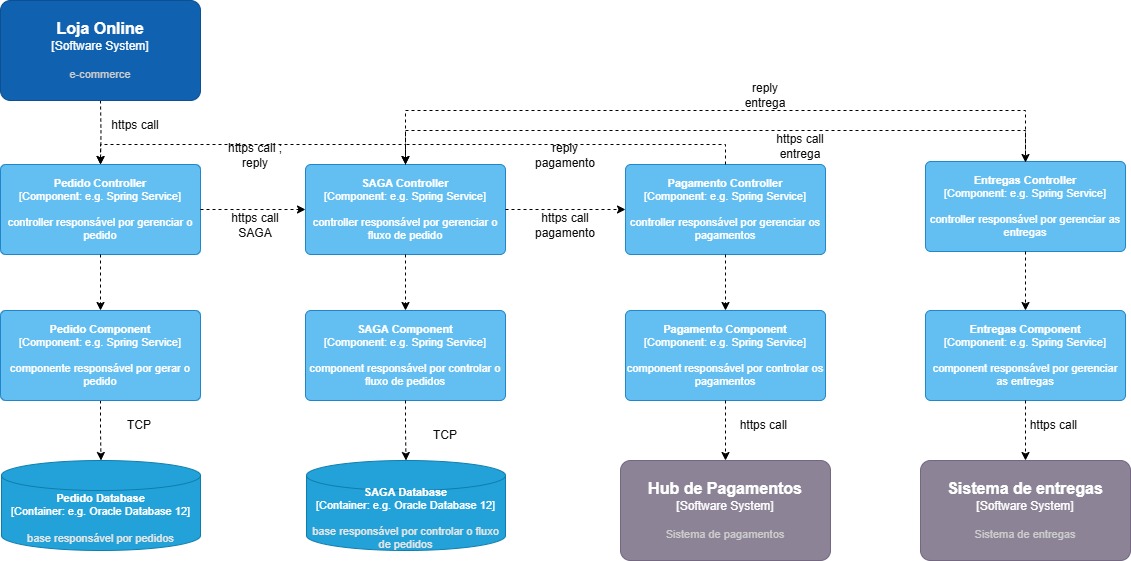 Loja Online
[Software System]
e-commerce
https call
reply
entrega
https call ;
reply
reply
pagamento
https call
entrega
Pedido Controller
[Component: e.g. Spring Service]
controller responsável por gerenciar o
pedido
https call
SAGA
SAGA Controller
[Component: e.g. Spring Service]
controller responsável por gerenciar o
fluxo de pedido
https call
pagamento
Pagamento Controller
[Component: e.g. Spring Service]
controller responsável por gerenciar os
pagamentos
Entregas Controller
[Component: e.g. Spring Service]
controller responsável por gerenciar as
entregas
Pedido Component
[Component: e.g. Spring Service]
componente responsável por gerar o
pedido
SAGA Component
[Component: e.g. Spring Service]
component responsável por controlar o
fluxo de pedidos
Pagamento Component
[Component: e.g. Spring Service]
component responsável por controlar os
pagamentos
Entregas Component
[Component: e.g. Spring Service]
component responsável por gerenciar
as entregas
TCP
TCP
https call
https call
Pedido Database
[Container: e.g. Oracle Database 12]
base responsável por pedidos
SAGA Database
[Container: e.g. Oracle Database 12]
base responsável por controlar o fluxo
de pedidos
Hub de Pagamentos
[Software System]
Sistema de pagamentos
Sistema de entregas
[Software System]
Sistema de entregas